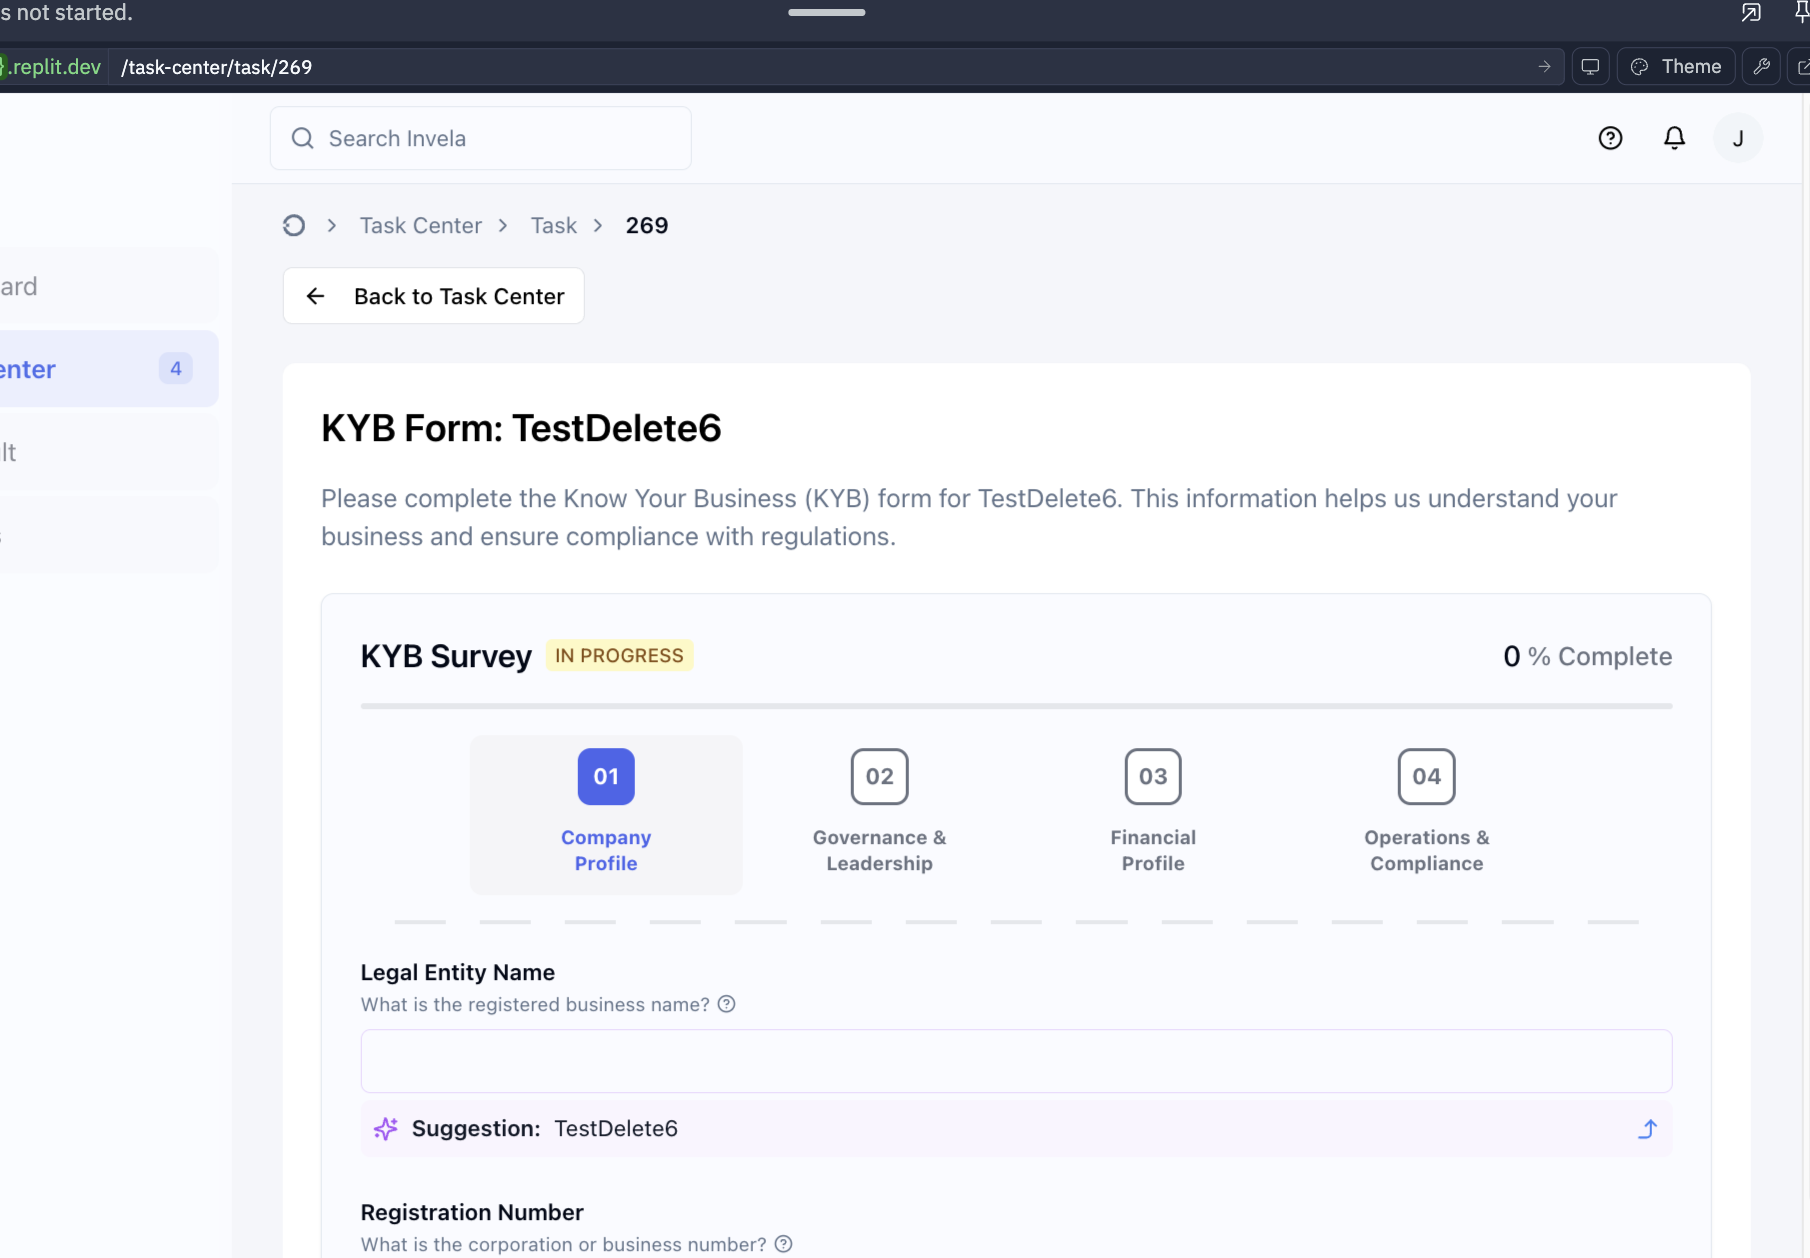 s not started.
.replit.dev /task-center/task/269 Theme
Search Invela
J
Task Center Task 269
ard
Back to Task Center
enter 4
lt
KYB Form: TestDelete6
Please complete the Know Your Business (KYB) form for TestDelete6. This information helps us understand your
business and ensure compliance with regulations.
KYB Survey IN PROGRESS 0 % Complete
01 02 03 04
Company Profile
Governance & Leadership
Financial Profile
Operations & Compliance
Legal Entity Name
What is the registered business name?
Suggestion: TestDelete6
Registration Number
What is the corporation or business number?